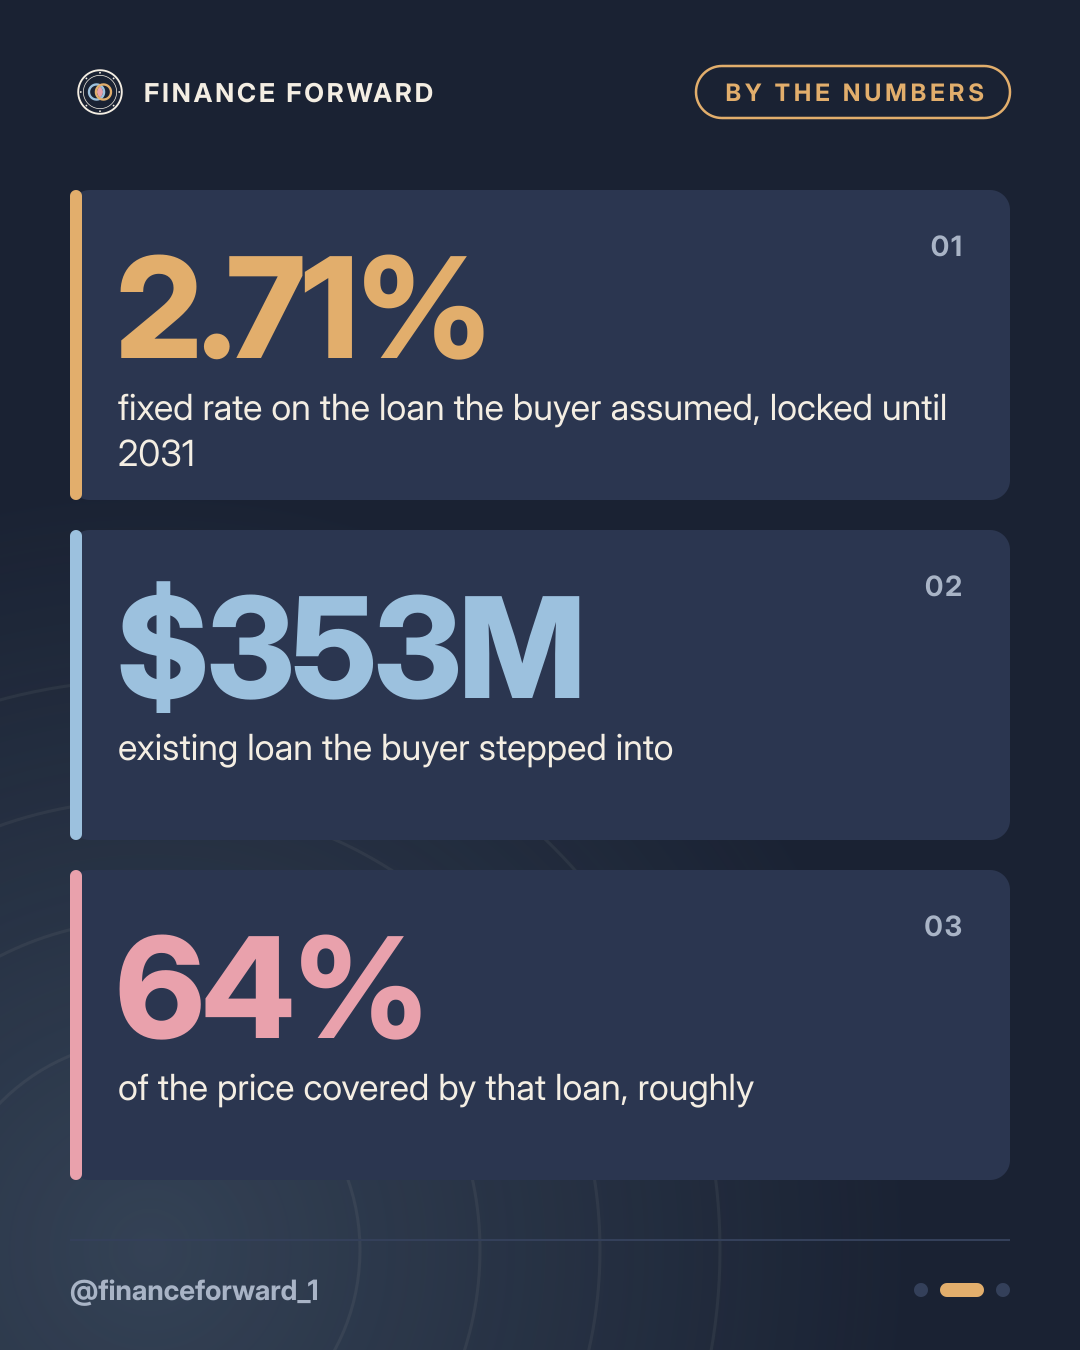 FINANCE FORWARD
BY THE NUMBERS
01
2.71%
fixed rate on the loan the buyer assumed, locked until
2031
02
$353M
existing loan the buyer stepped into
03
64%
of the price covered by that loan, roughly
@financeforward_1